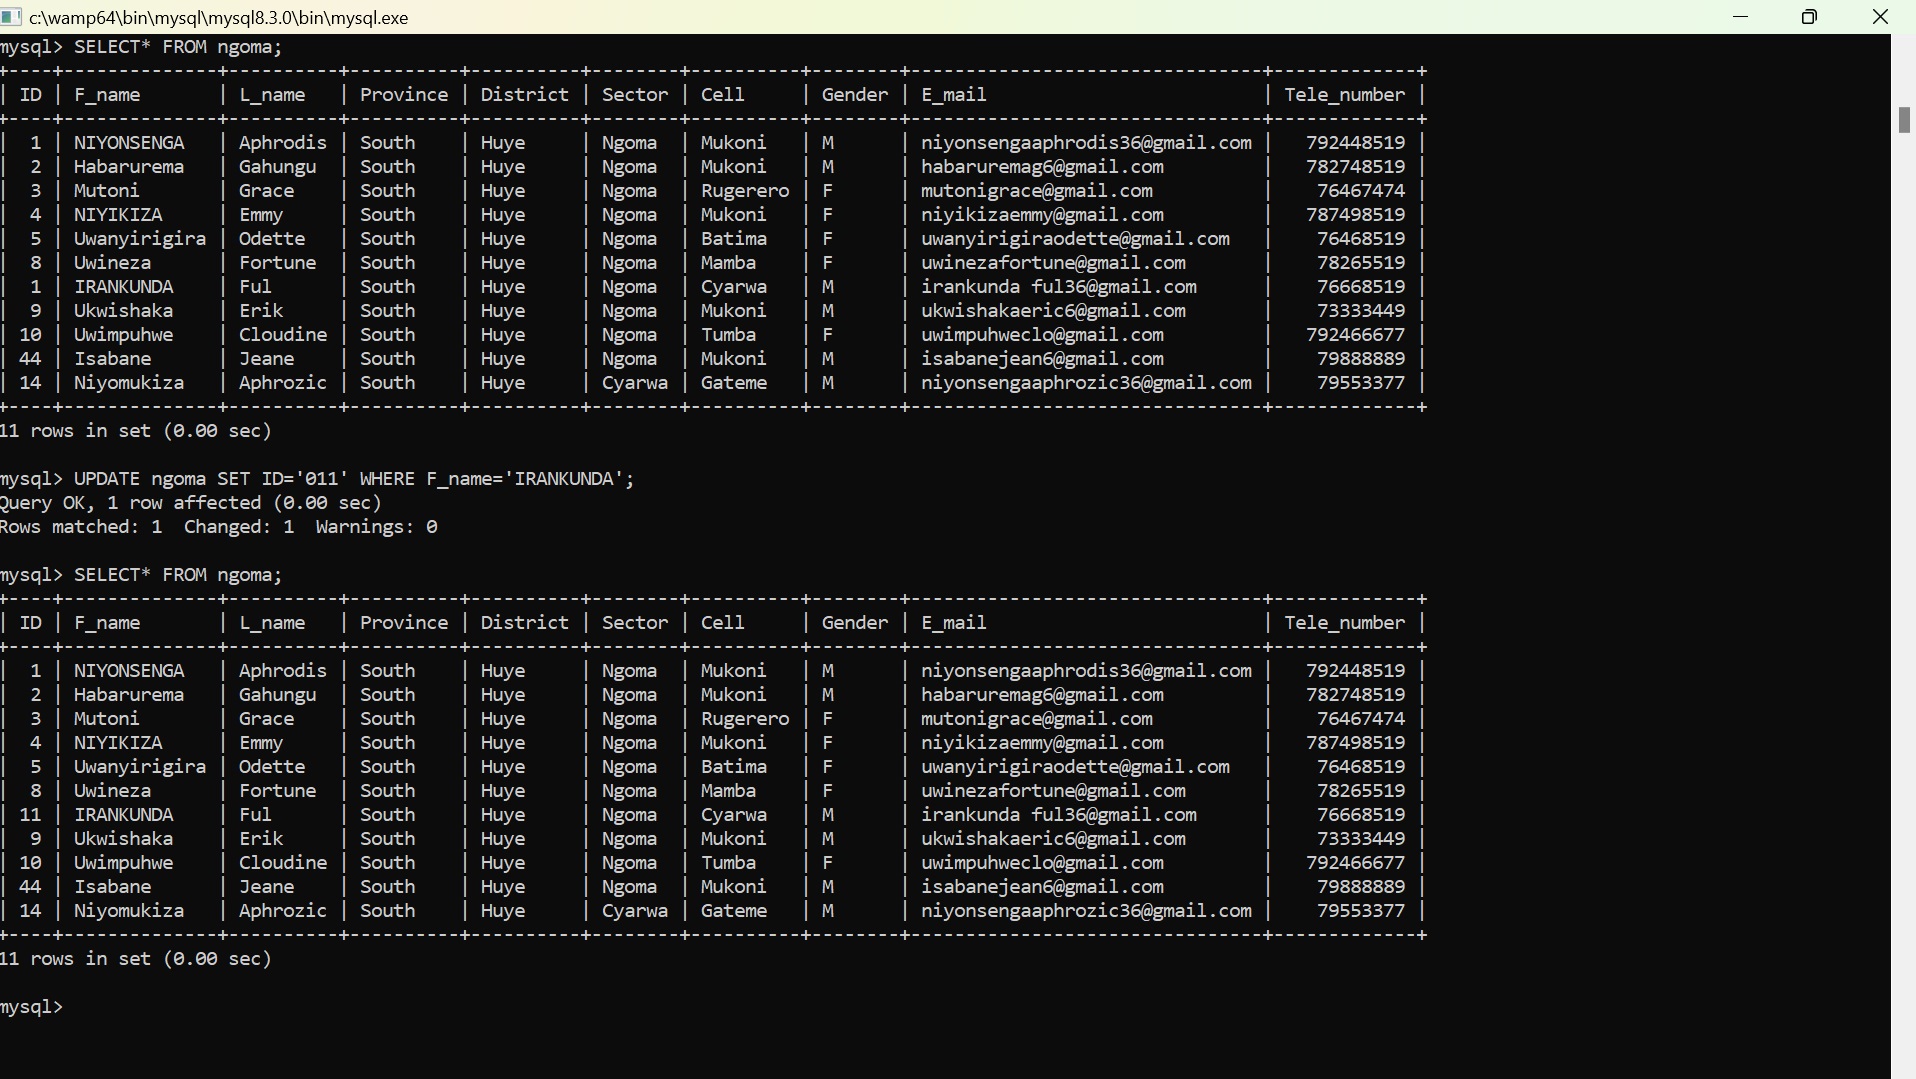 c:\wamp64\bin\mysql\mysql8.3.0\bin\mysql.exe
mysql> SELECT* FROM ngoma;
+----+--------------+----------+----------+----------+--------+----------+--------+--------------------------------+-------------+
| ID | F_name       | L_name   | Province | District | Sector | Cell     | Gender | E_mail                         | Tele_number |
+----+--------------+----------+----------+----------+--------+----------+--------+--------------------------------+-------------+
|  1 | NIYONSENGA   | Aphrodis | South    | Huye     | Ngoma  | Mukoni   | M      | niyonsengaaphrodis36@gmail.com |   792448519 |
|  2 | Habarurema   | Gahungu  | South    | Huye     | Ngoma  | Mukoni   | M      | habaruremag6@gmail.com         |   782748519 |
|  3 | Mutoni       | Grace    | South    | Huye     | Ngoma  | Rugerero | F      | mutonigrace@gmail.com          |    76467474 |
|  4 | NIYIKIZA     | Emmy     | South    | Huye     | Ngoma  | Mukoni   | F      | niyikizaemmy@gmail.com         |   787498519 |
|  5 | Uwanyirigira | Odette   | South    | Huye     | Ngoma  | Batima   | F      | uwanyirigiraodette@gmail.com   |    76468519 |
|  8 | Uwineza      | Fortune  | South    | Huye     | Ngoma  | Mamba    | F      | uwinezafortune@gmail.com       |    78265519 |
|  1 | IRANKUNDA    | Ful      | South    | Huye     | Ngoma  | Cyarwa   | M      | irankunda ful36@gmail.com      |    76668519 |
|  9 | Ukwishaka    | Erik     | South    | Huye     | Ngoma  | Mukoni   | M      | ukwishakaeric6@gmail.com       |    73333449 |
| 10 | Uwimpuhwe    | Cloudine | South    | Huye     | Ngoma  | Tumba    | F      | uwimpuhweclo@gmail.com         |   792466677 |
| 44 | Isabane      | Jeane    | South    | Huye     | Ngoma  | Mukoni   | M      | isabanejean6@gmail.com         |    79888889 |
| 14 | Niyomukiza   | Aphrozic | South    | Huye     | Cyarwa | Gateme   | M      | niyonsengaaphrozic36@gmail.com |    79553377 |
+----+--------------+----------+----------+----------+--------+----------+--------+--------------------------------+-------------+
11 rows in set (0.00 sec)
mysql> UPDATE ngoma SET ID='011' WHERE F_name='IRANKUNDA';
Query OK, 1 row affected (0.00 sec)
Rows matched: 1  Changed: 1  Warnings: 0
mysql> SELECT* FROM ngoma;
+----+--------------+----------+----------+----------+--------+----------+--------+--------------------------------+-------------+
| ID | F_name       | L_name   | Province | District | Sector | Cell     | Gender | E_mail                         | Tele_number |
+----+--------------+----------+----------+----------+--------+----------+--------+--------------------------------+-------------+
|  1 | NIYONSENGA   | Aphrodis | South    | Huye     | Ngoma  | Mukoni   | M      | niyonsengaaphrodis36@gmail.com |   792448519 |
|  2 | Habarurema   | Gahungu  | South    | Huye     | Ngoma  | Mukoni   | M      | habaruremag6@gmail.com         |   782748519 |
|  3 | Mutoni       | Grace    | South    | Huye     | Ngoma  | Rugerero | F      | mutonigrace@gmail.com          |    76467474 |
|  4 | NIYIKIZA     | Emmy     | South    | Huye     | Ngoma  | Mukoni   | F      | niyikizaemmy@gmail.com         |   787498519 |
|  5 | Uwanyirigira | Odette   | South    | Huye     | Ngoma  | Batima   | F      | uwanyirigiraodette@gmail.com   |    76468519 |
|  8 | Uwineza      | Fortune  | South    | Huye     | Ngoma  | Mamba    | F      | uwinezafortune@gmail.com       |    78265519 |
| 11 | IRANKUNDA    | Ful      | South    | Huye     | Ngoma  | Cyarwa   | M      | irankunda ful36@gmail.com      |    76668519 |
|  9 | Ukwishaka    | Erik     | South    | Huye     | Ngoma  | Mukoni   | M      | ukwishakaeric6@gmail.com       |    73333449 |
| 10 | Uwimpuhwe    | Cloudine | South    | Huye     | Ngoma  | Tumba    | F      | uwimpuhweclo@gmail.com         |   792466677 |
| 44 | Isabane      | Jeane    | South    | Huye     | Ngoma  | Mukoni   | M      | isabanejean6@gmail.com         |    79888889 |
| 14 | Niyomukiza   | Aphrozic | South    | Huye     | Cyarwa | Gateme   | M      | niyonsengaaphrozic36@gmail.com |    79553377 |
+----+--------------+----------+----------+----------+--------+----------+--------+--------------------------------+-------------+
11 rows in set (0.00 sec)
mysql>